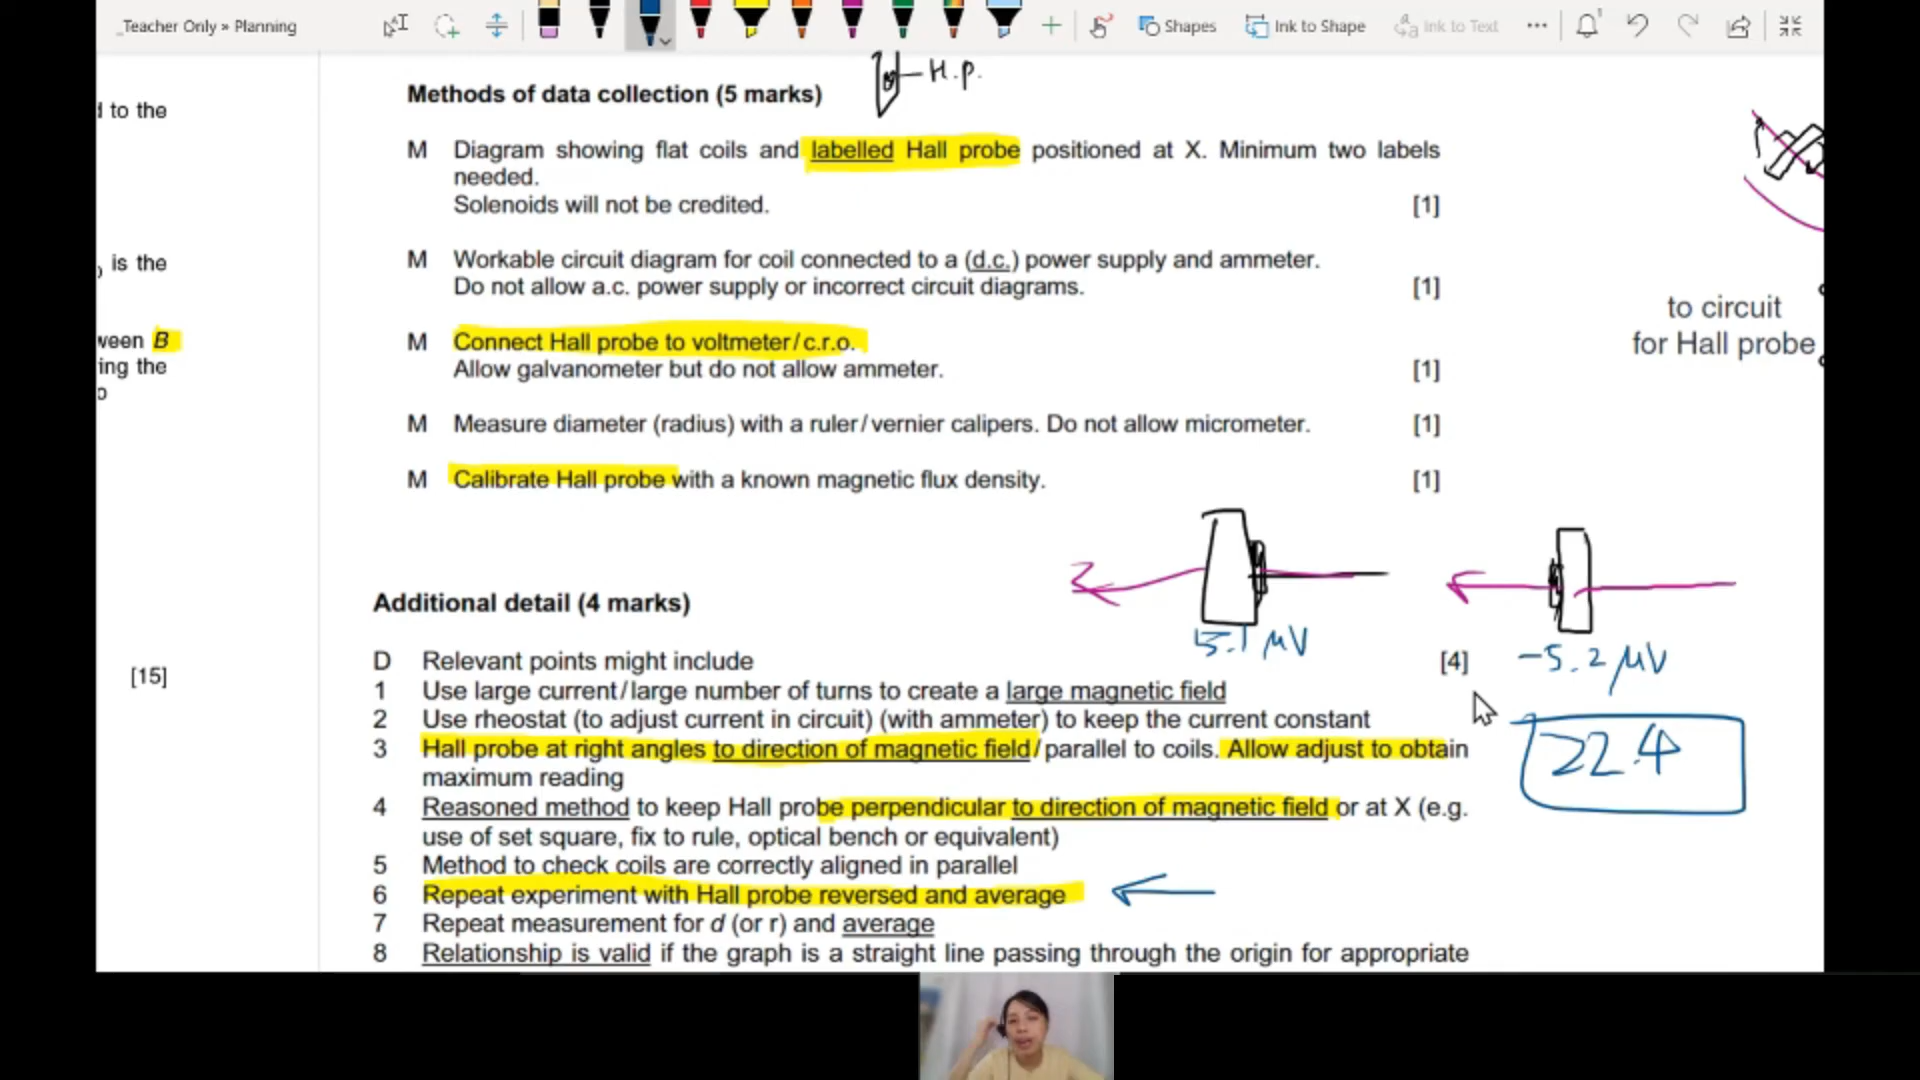 _Teacher Only » Planning
Shapes
Ink to Shape
Ink to Text
H.p.
d to the
Methods of data collection (5 marks)
M Diagram showing flat coils and labelled Hall probe positioned at X. Minimum two labels
needed.
Solenoids will not be credited. [1]
is the
M Workable circuit diagram for coil connected to a (d.c.) power supply and ammeter.
Do not allow a.c. power supply or incorrect circuit diagrams. [1]
to circuit
for Hall probe
ween B
ring the
o
M Connect Hall probe to voltmeter/c.r.o.
Allow galvanometer but do not allow ammeter. [1]
M Measure diameter (radius) with a ruler/vernier calipers. Do not allow micrometer. [1]
M Calibrate Hall probe with a known magnetic flux density. [1]
Additional detail (4 marks)
5.1 μV
-5.2 μV
[15]
D Relevant points might include [4]
1 Use large current/large number of turns to create a large magnetic field
2 Use rheostat (to adjust current in circuit) (with ammeter) to keep the current constant
3 Hall probe at right angles to direction of magnetic field/parallel to coils. Allow adjust to obtain
maximum reading
22.4
4 Reasoned method to keep Hall probe perpendicular to direction of magnetic field or at X (e.g.
use of set square, fix to rule, optical bench or equivalent)
5 Method to check coils are correctly aligned in parallel
6 Repeat experiment with Hall probe reversed and average
7 Repeat measurement for d (or r) and average
8 Relationship is valid if the graph is a straight line passing through the origin for appropriate